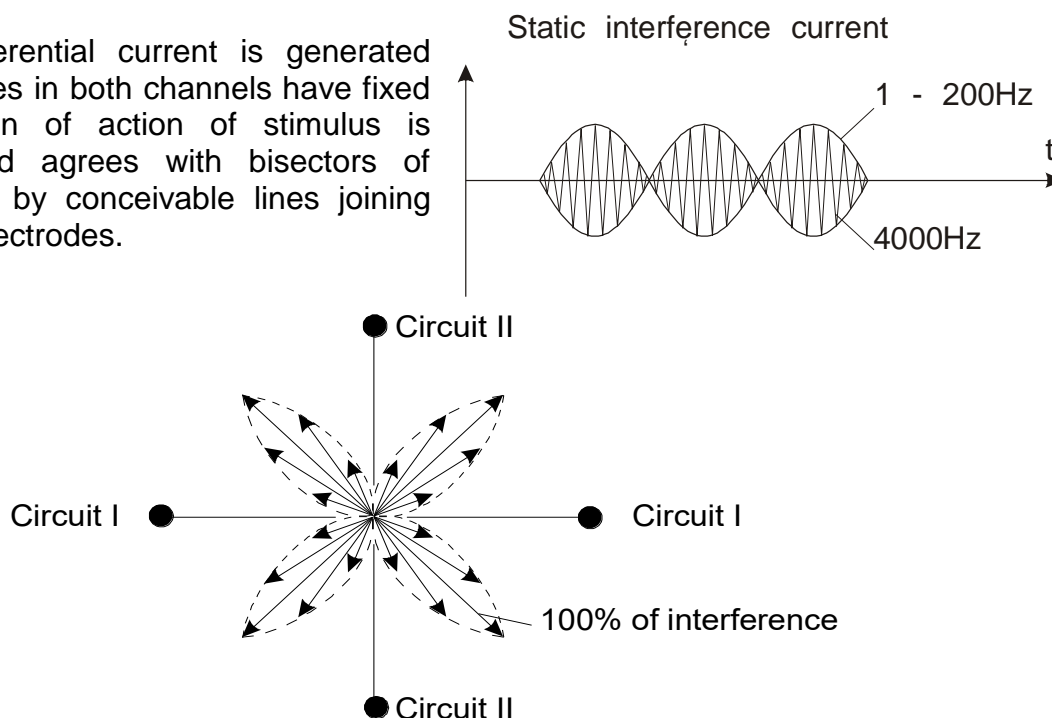 Static interference current
erential current is generated
es in both channels have fixed
n of action of stimulus is
d agrees with bisectors of
by conceivable lines joining
ectrodes.
1 - 200Hz
t
4000Hz
Circuit II
Circuit I
Circuit I
100% of interference
Circuit II